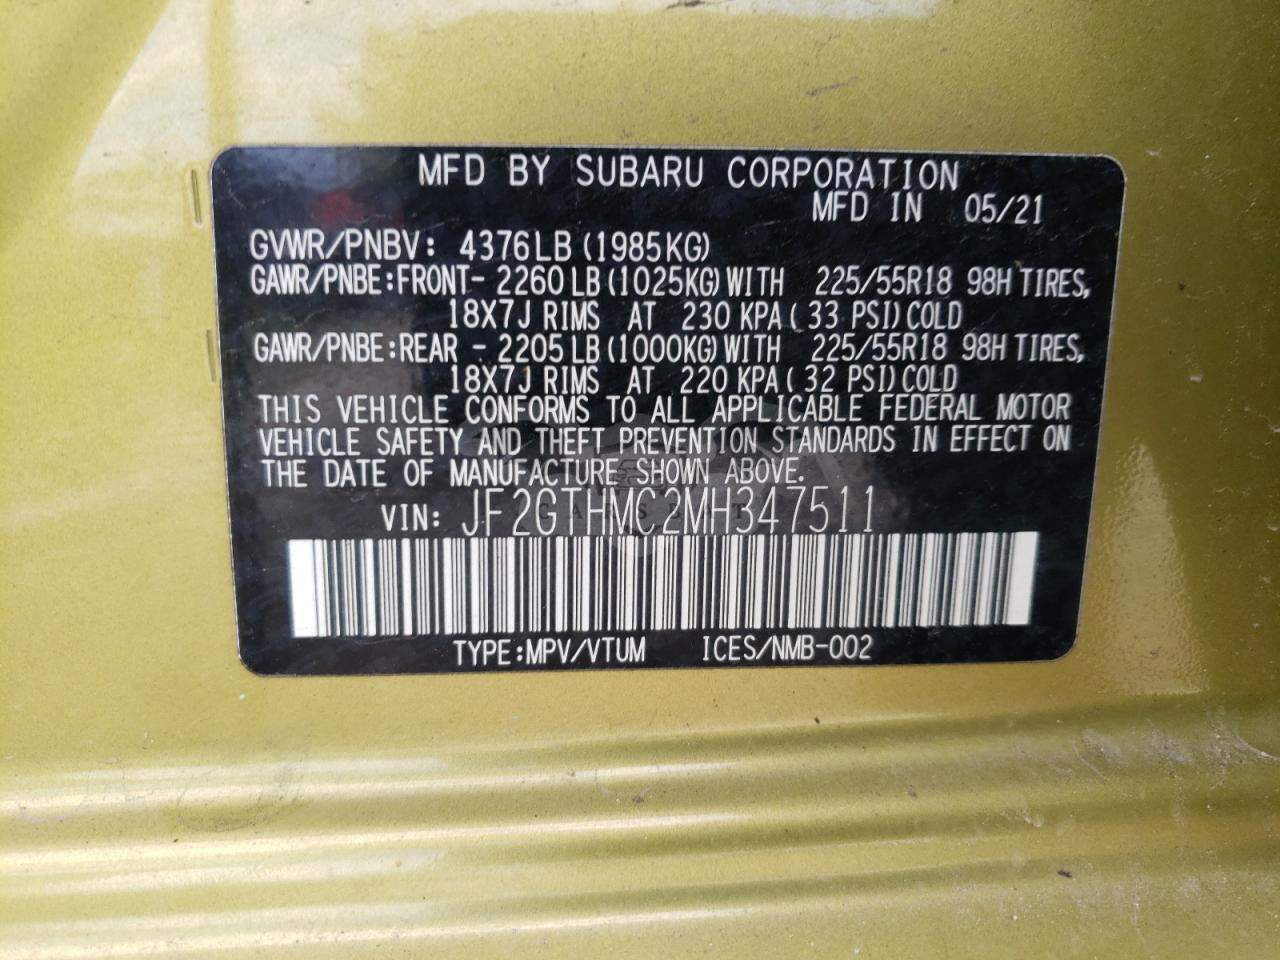 MFD BY SUBARU CORPORATION
MFD IN 05/21
GVWR/PNBV: 4376LB (1985KG)
GAWR/PNBE:FRONT- 2260 LB (1025KG) WITH 225/55R18 98H TIRES,
18X7J RIMS AT 230 KPA ( 33 PSI) COLD
GAWR/PNBE:REAR - 2205 LB (1000KG) WITH 225/55R18 98H TIRES,
18X7J RIMS AT 220 KPA ( 32 PSI) COLD
THIS VEHICLE CONFORMS TO ALL APPLICABLE FEDERAL MOTOR
VEHICLE SAFETY AND THEFT PREVENTION STANDARDS IN EFFECT ON
THE DATE OF MANUFACTURE SHOWN ABOVE.
VIN: JF2GTHMC2MH347511
TYPE:MPV/VTUM ICES/NMB-002